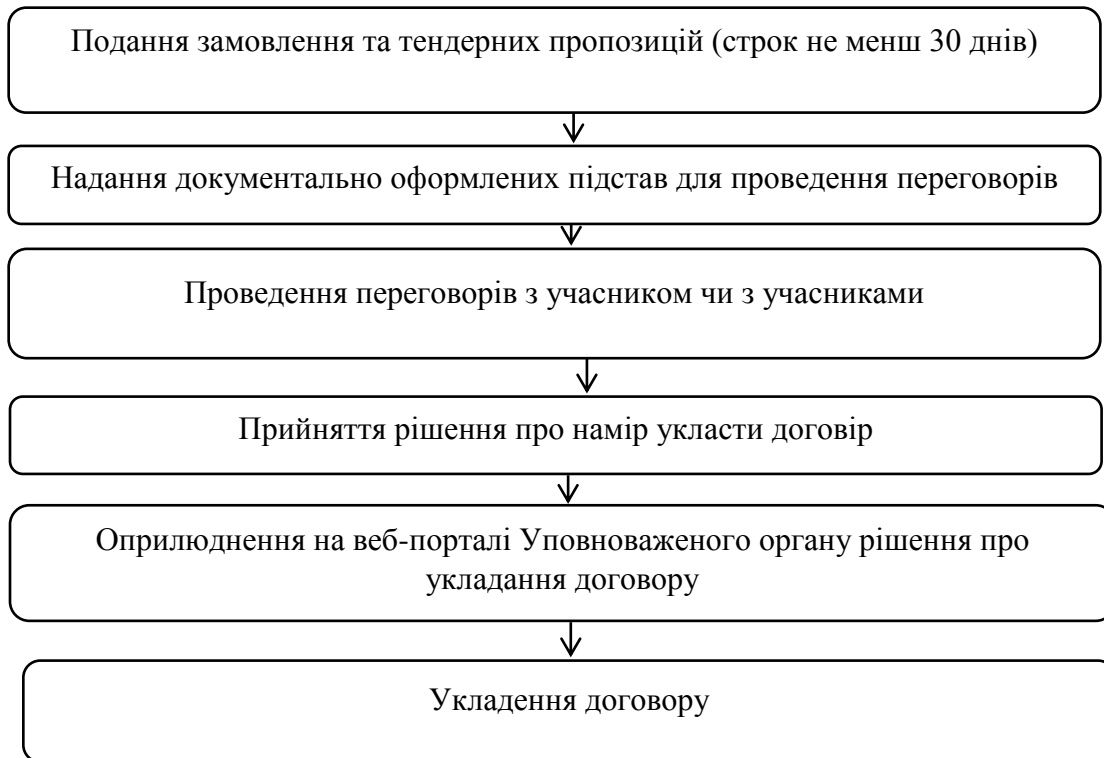 Подання замовлення та тендерних пропозицій (строк не менш 30 днів)
Надання документально оформлених підстав для проведення переговорів
Проведення переговорів з учасником чи з учасниками
Прийняття рішення про намір укласти договір
Оприлюднення на веб-порталі Уповноваженого органу рішення про
укладання договору
Укладення договору